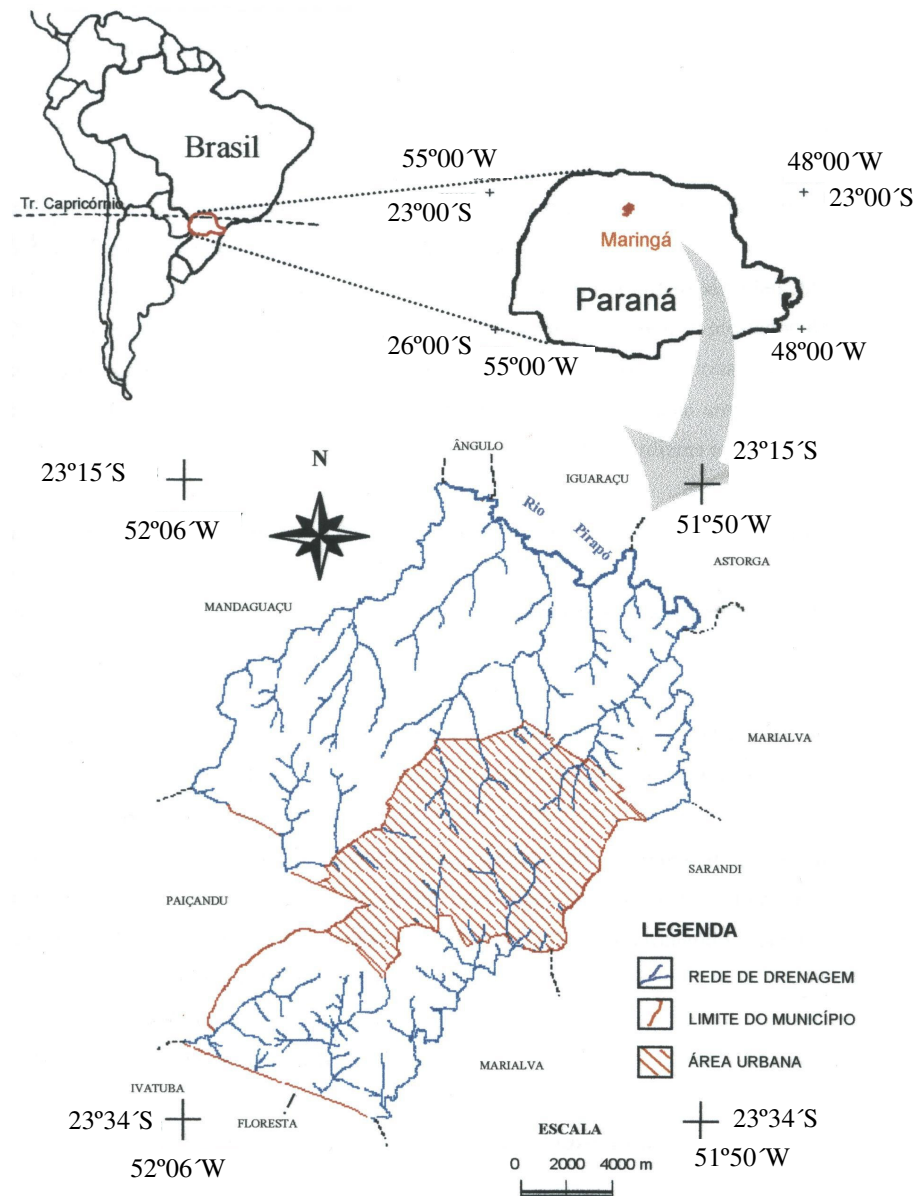 Brasil
Tr. Capricórnio
55º00´W
23º00´S
48º00´W
23º00´S
Maringá
Paraná
26º00´S
55º00´W
48º00´W
23º15´S
52º06´W
N
ÂNGULO
IGUARAÇU
23º15´S
51º50´W
Rio Pirapó
ASTORGA
MANDAGUAÇU
MARIALVA
SARANDI
PAIÇANDU
LEGENDA
REDE DE DRENAGEM
LIMITE DO MUNICÍPIO
ÁREA URBANA
MARIALVA
IVATUBA
FLORESTA
23º34´S
52º06´W
23º34´S
51º50´W
ESCALA
0 2000 4000 m